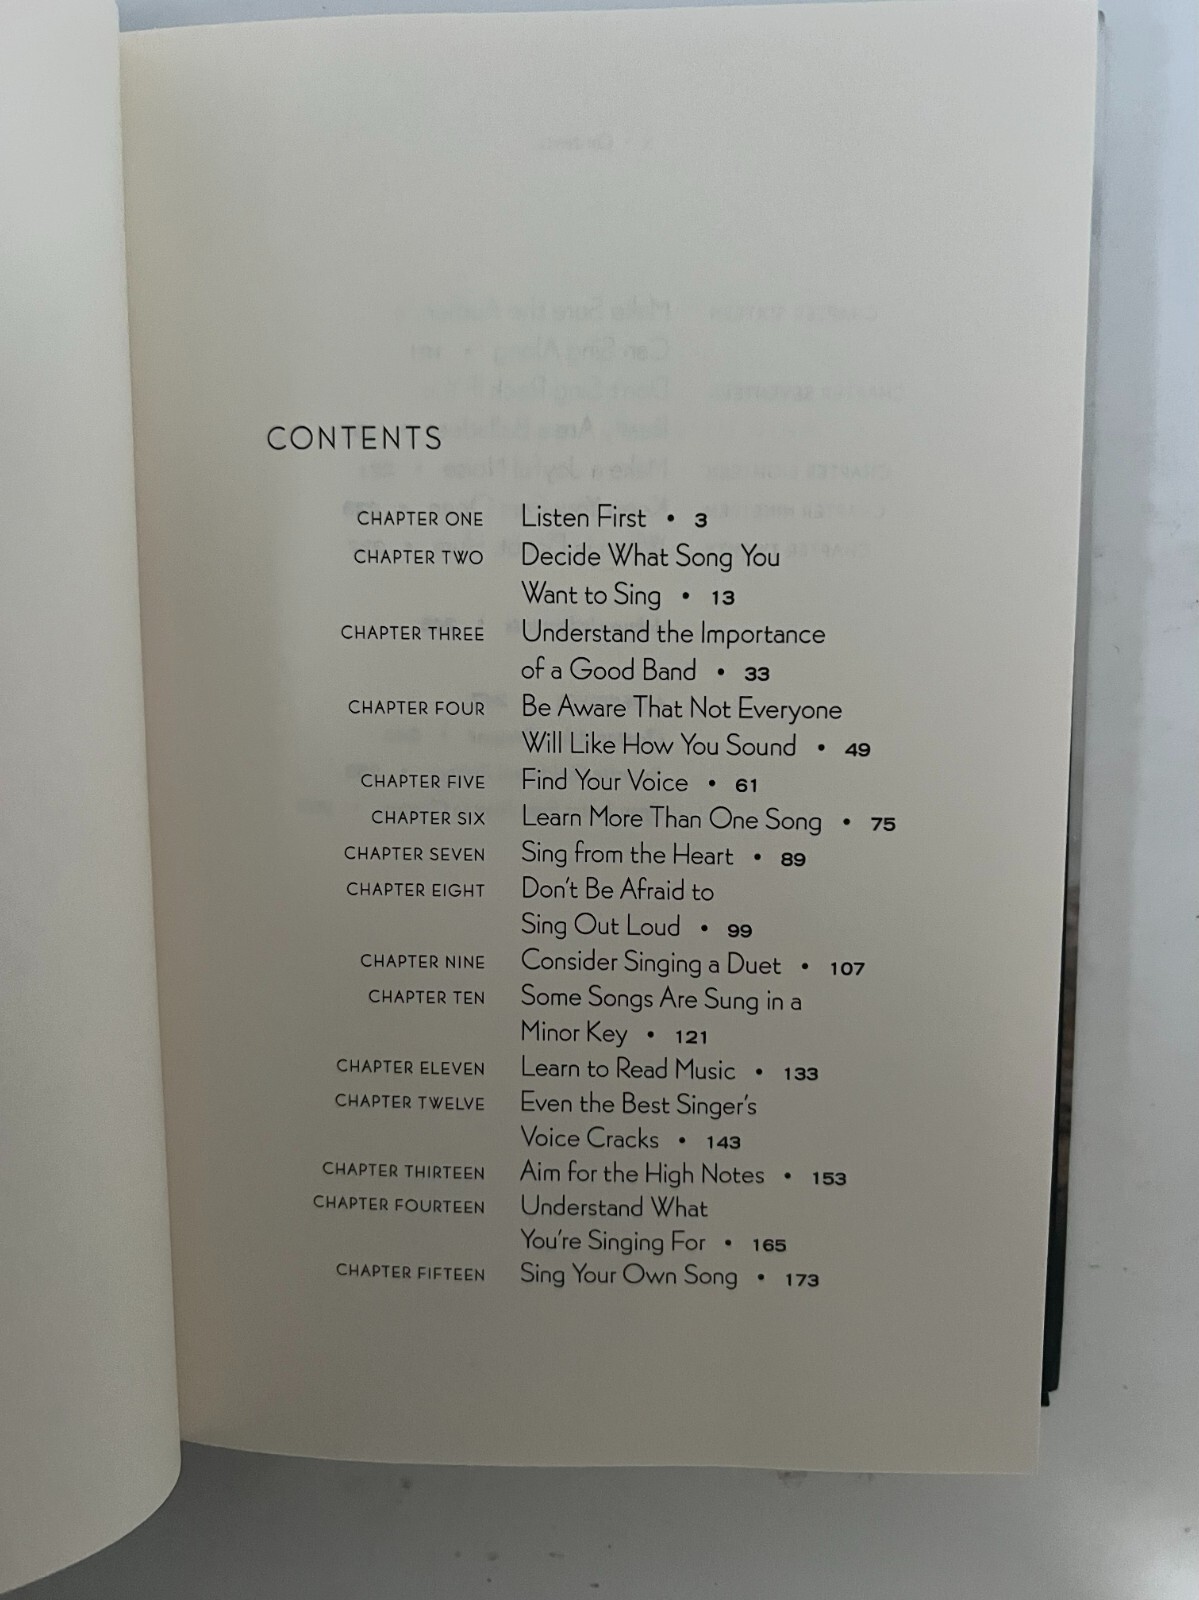 CONTENTS
CHAPTER ONE Listen First • 3
CHAPTER TWO Decide What Song You
Want to Sing • 13
CHAPTER THREE Understand the Importance
of a Good Band • 33
CHAPTER FOUR Be Aware That Not Everyone
Will Like How You Sound • 49
CHAPTER FIVE Find Your Voice • 61
CHAPTER SIX Learn More Than One Song • 75
CHAPTER SEVEN Sing from the Heart • 89
CHAPTER EIGHT Don't Be Afraid to
Sing Out Loud • 99
CHAPTER NINE Consider Singing a Duet • 107
CHAPTER TEN Some Songs Are Sung in a
Minor Key • 121
CHAPTER ELEVEN Learn to Read Music • 133
CHAPTER TWELVE Even the Best Singer's
Voice Cracks • 143
CHAPTER THIRTEEN Aim for the High Notes • 153
CHAPTER FOURTEEN Understand What
You're Singing For • 165
CHAPTER FIFTEEN Sing Your Own Song • 173